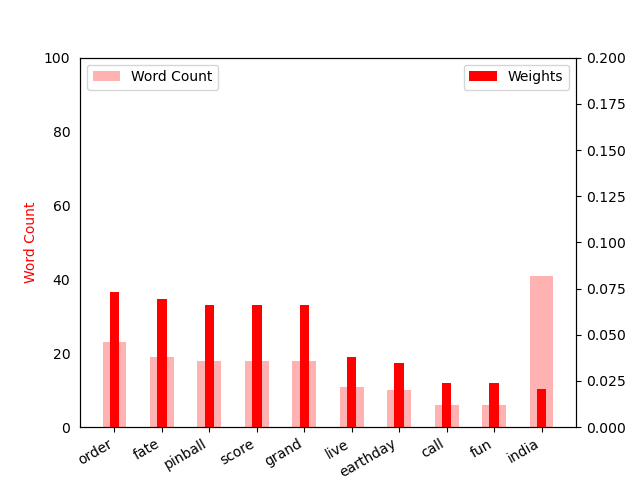 Word Count
Weights
100
80
60
40
20
0
Word Count
0.200
0.175
0.150
0.125
0.100
0.075
0.050
0.025
0.000
order
fate
pinball
score
grand
live
earthday
call
fun
india